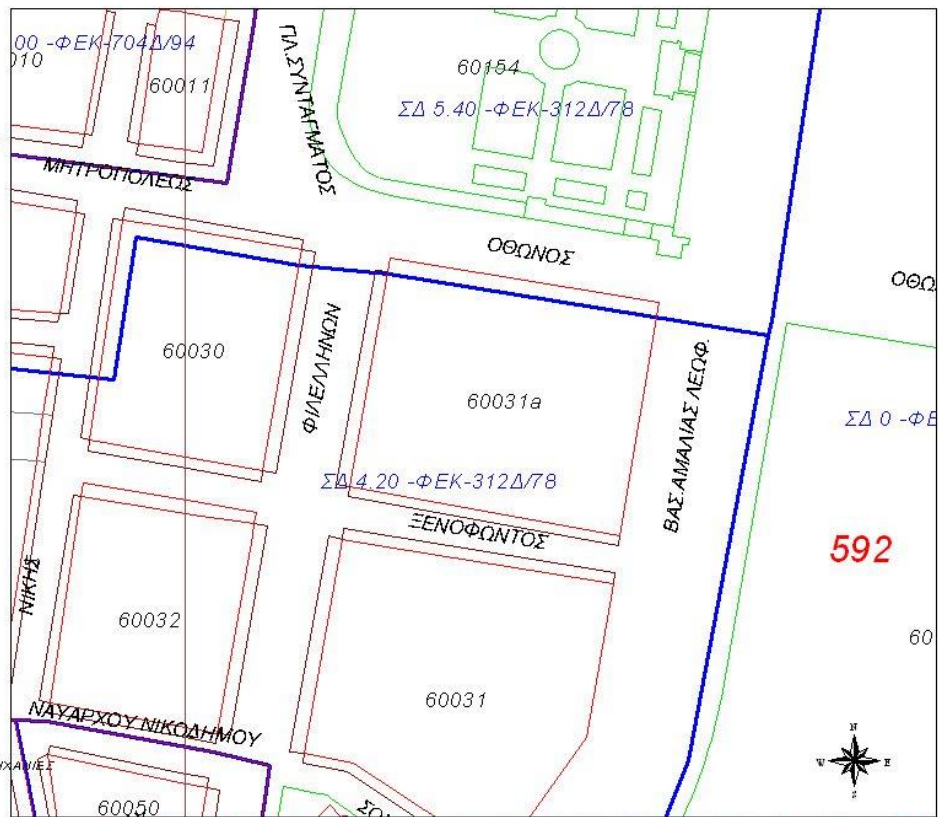 00 -ΦΕΚ-704Δ/94
010
60011
ΠΛ.ΣΥΝΤΑΓΜΑΤΟΣ
60154
ΣΔ 5.40 -ΦΕΚ-312Δ/78
ΜΗΤΡΟΠΟΛΕΩΣ
ΟΘΩΝΟΣ
ΟΘΩ
60030
ΦΙΛΕΛΛΗΝΩΝ
60031a
ΒΑΣ.ΑΜΑΛΙΑΣ ΛΕΩΦ.
ΣΔ 0 -ΦΕ
ΣΔ 4.20 -ΦΕΚ-312Δ/78
ΞΕΝΟΦΩΝΤΟΣ
592
ΝΙΚΗΣ
60032
60
60031
ΝΑΥΑΡΧΟΥ ΝΙΚΟΔΗΜΟΥ
N
W E
S
60050